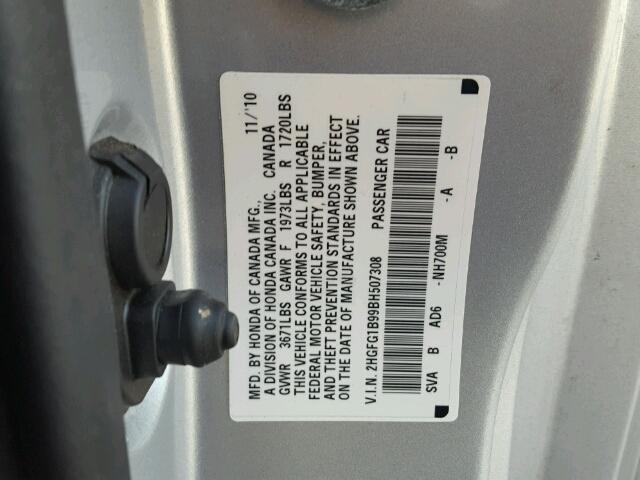 MFD. BY HONDA OF CANADA MFG., 11/'10
A DIVISION OF HONDA CANADA INC. CANADA
GVWR 3671LBS GAWR F 1973LBS R 1720LBS
THIS VEHICLE CONFORMS TO ALL APPLICABLE
FEDERAL MOTOR VEHICLE SAFETY, BUMPER,
AND THEFT PREVENTION STANDARDS IN EFFECT
ON THE DATE OF MANUFACTURE SHOWN ABOVE.
V.I.N. 2HGFG1B99BH507308 PASSENGER CAR
SVA B AD6 -NH700M -A -B